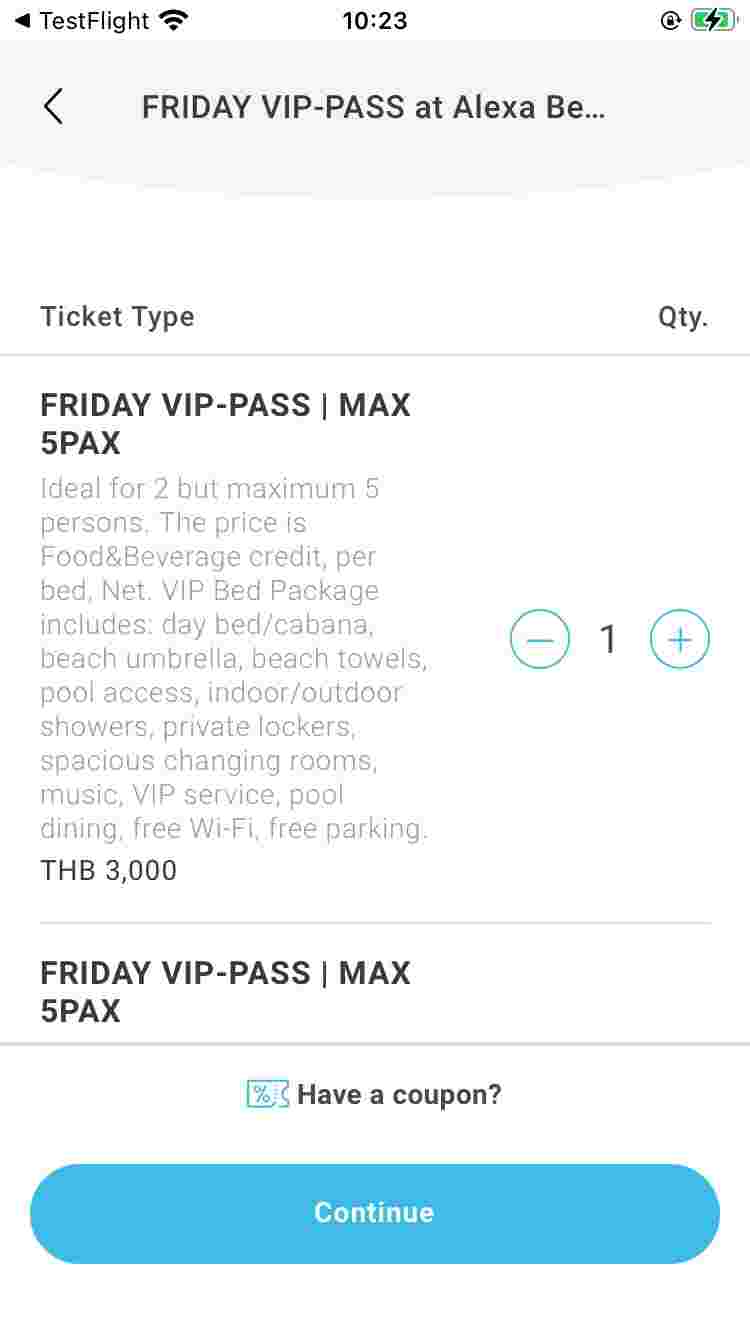 TestFlight 10:23
FRIDAY VIP-PASS at Alexa Be...
Ticket Type Qty.
FRIDAY VIP-PASS | MAX
5PAX
Ideal for 2 but maximum 5
persons. The price is
Food&Beverage credit, per
bed, Net. VIP Bed Package
includes: day bed/cabana,
beach umbrella, beach towels,
pool access, indoor/outdoor
showers, private lockers,
spacious changing rooms,
music, VIP service, pool
dining, free Wi-Fi, free parking.
1
THB 3,000
FRIDAY VIP-PASS | MAX
5PAX
Have a coupon?
Continue